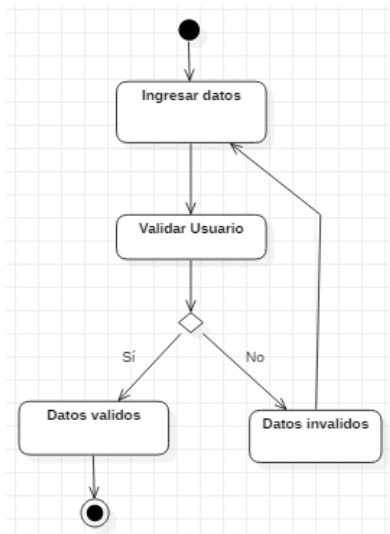 Ingresar datos
Validar Usuario
Sí
No
Datos validos
Datos invalidos